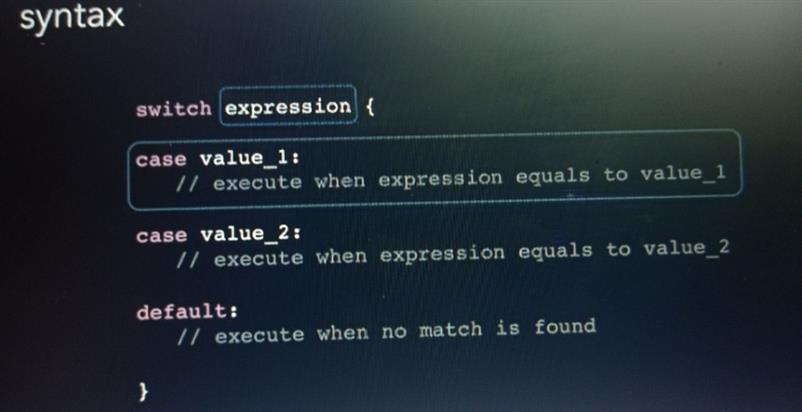 syntax
switch expression {
case value_1:
// execute when expression equals to value_1
case value_2:
// execute when expression equals to value_2
default:
// execute when no match is found
}